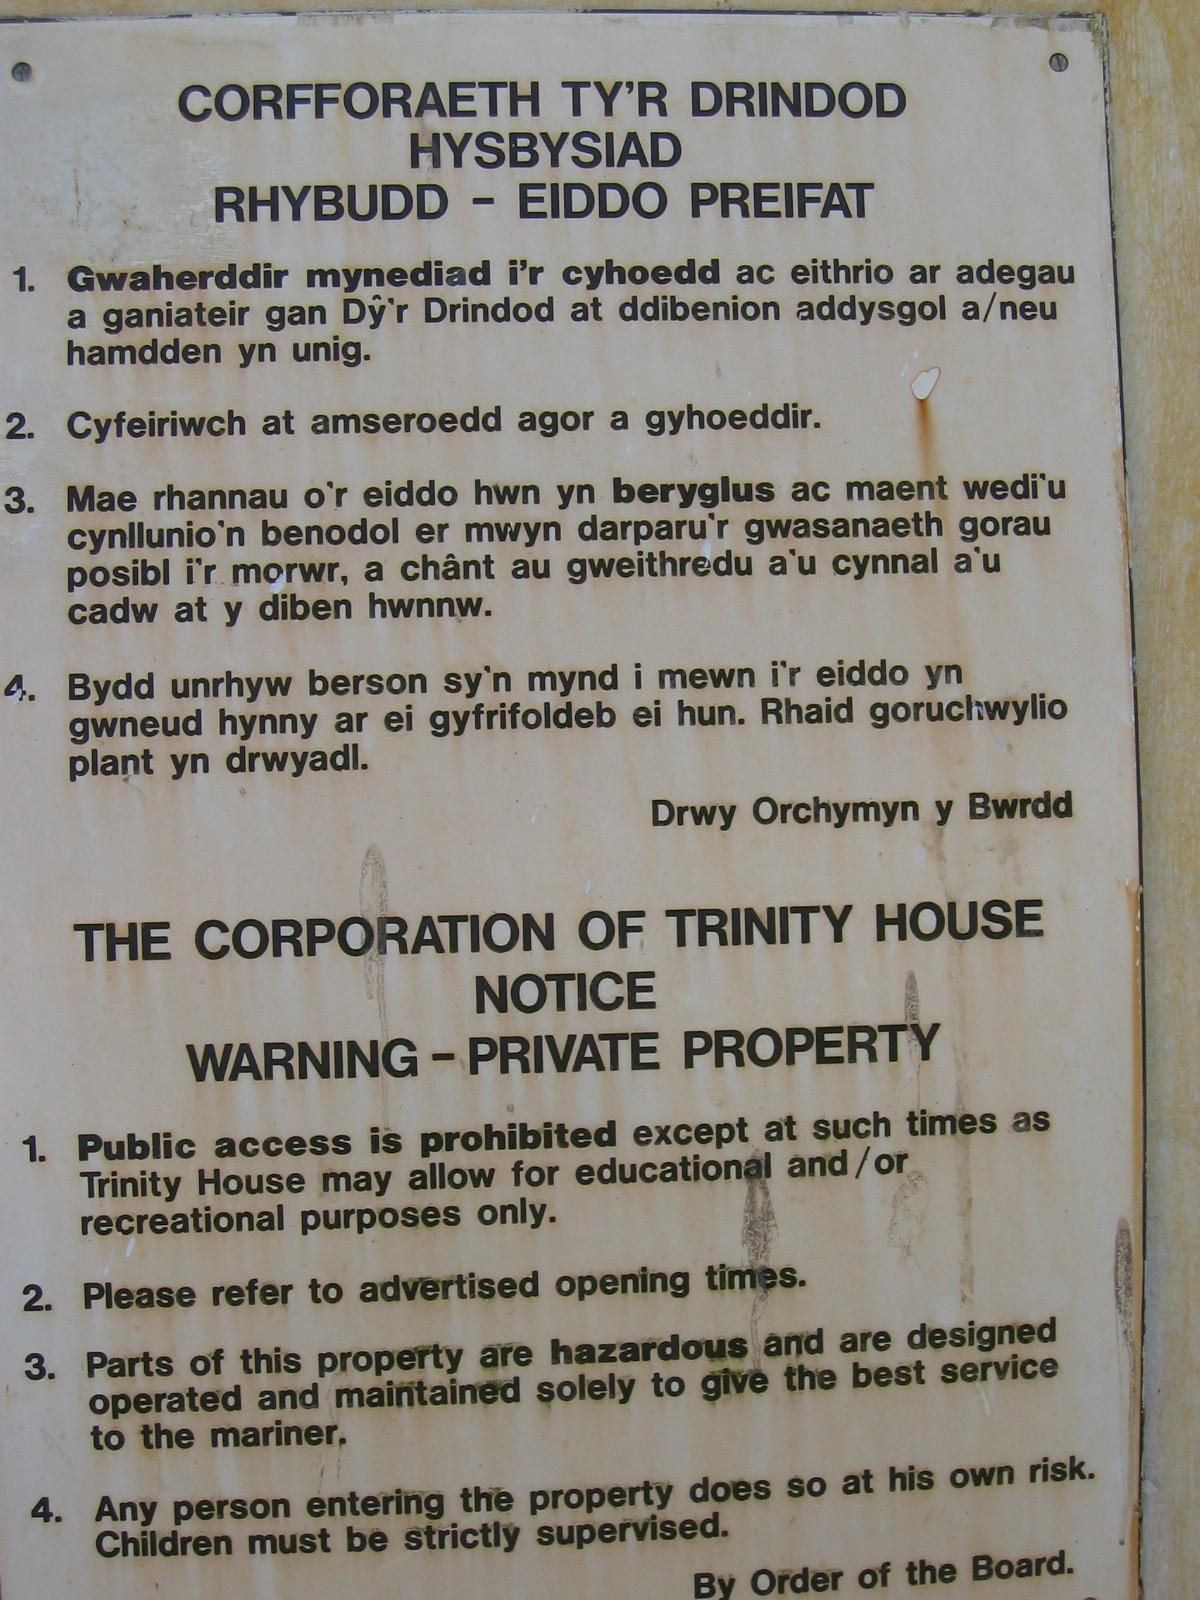 CORFFORAETH TY'R DRINDOD
HYSBYSIAD
RHYBUDD – EIDDO PREIFAT
1. Gwaherddir mynediad i'r cyhoedd ac eithrio ar adegau
a ganiateir gan Dŷ'r Drindod at ddibenion addysgol a/neu
hamdden yn unig.
2. Cyfeiriwch at amseroedd agor a gyhoeddir.
3. Mae rhannau o'r eiddo hwn yn beryglus ac maent wedi'u
cynllunio'n benodol er mwyn darparu'r gwasanaeth gorau
posibl i'r morwr, a chânt au gweithredu a'u cynnal a'u
cadw at y diben hwnnw.
4. Bydd unrhyw berson sy'n mynd i mewn i'r eiddo yn
gwneud hynny ar ei gyfrifoldeb ei hun. Rhaid goruchwylio
plant yn drwyadl.
Drwy Orchymyn y Bwrdd
THE CORPORATION OF TRINITY HOUSE
NOTICE
WARNING – PRIVATE PROPERTY
1. Public access is prohibited except at such times as
Trinity House may allow for educational and/or
recreational purposes only.
2. Please refer to advertised opening times.
3. Parts of this property are hazardous and are designed
operated and maintained solely to give the best service
to the mariner.
4. Any person entering the property does so at his own risk.
Children must be strictly supervised.
By Order of the Board.